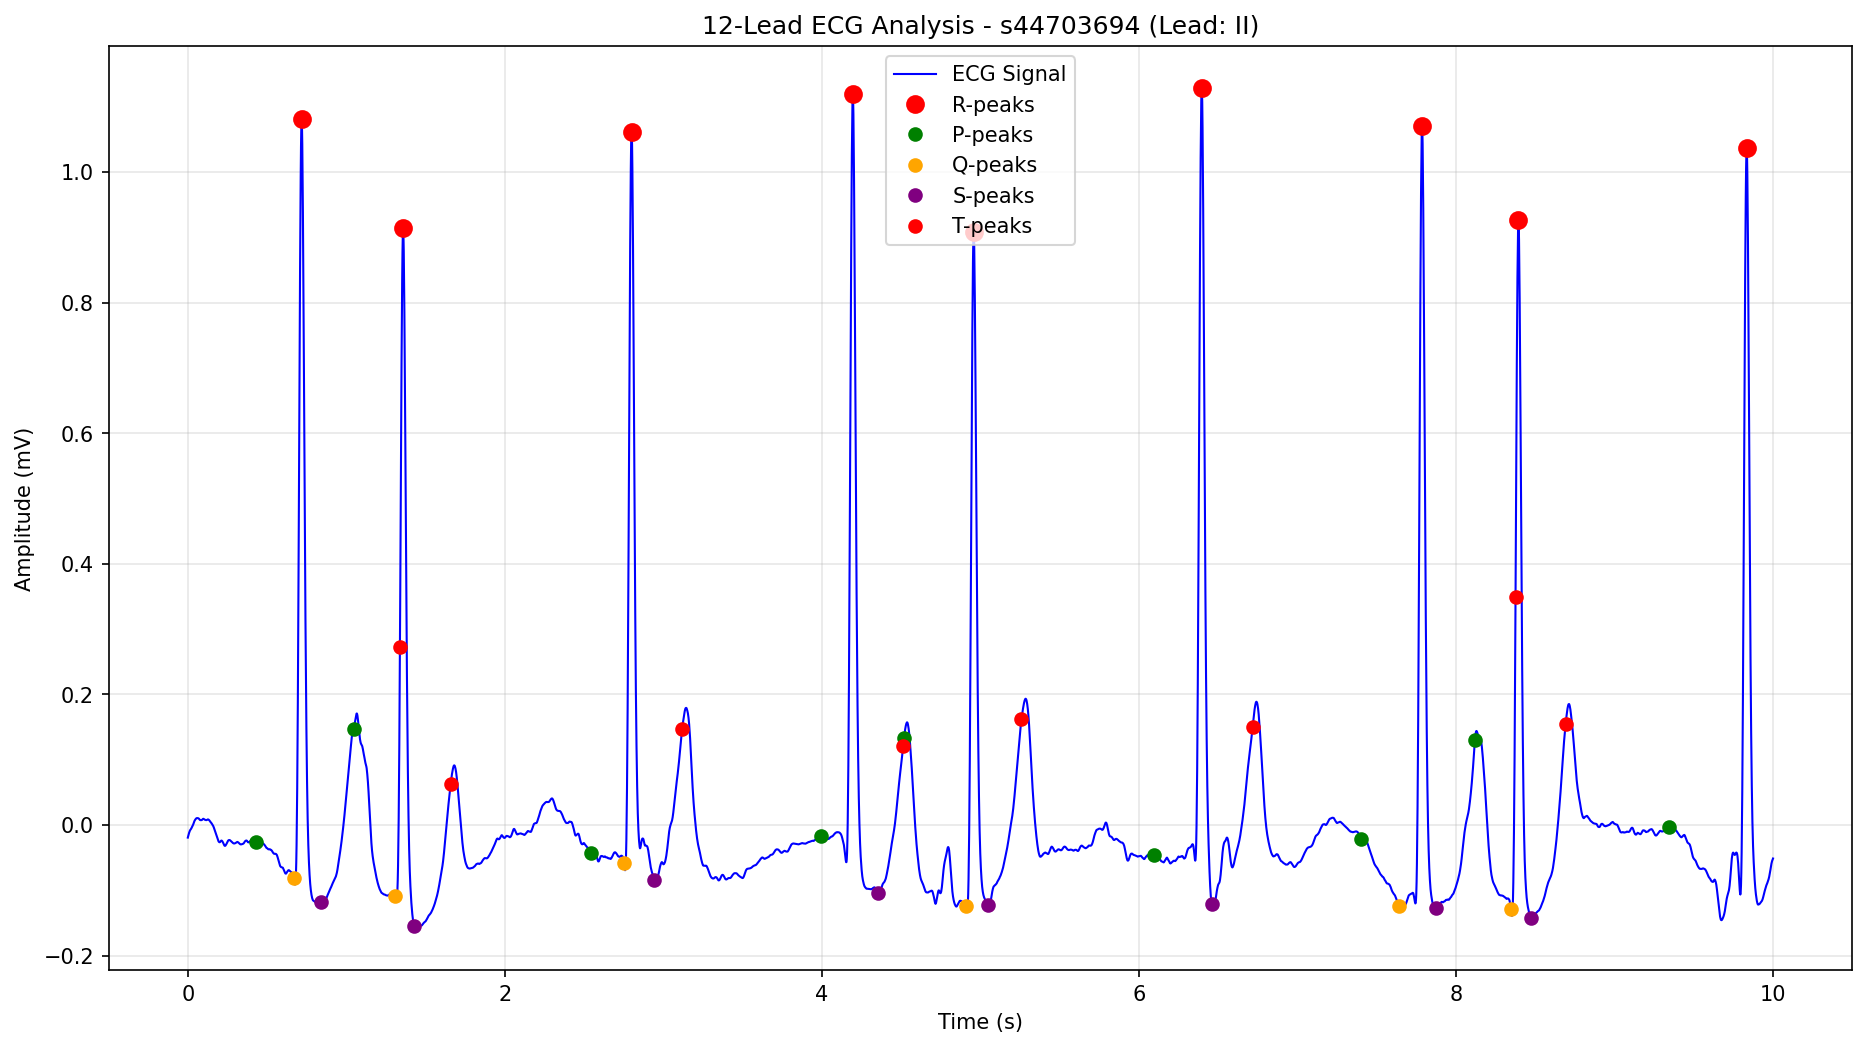 12-Lead ECG Analysis - s44703694 (Lead: II)
ECG Signal
R-peaks
P-peaks
Q-peaks
S-peaks
T-peaks
Amplitude (mV)
1.0
0.8
0.6
0.4
0.2
0.0
−0.2
0 2 4 6 8 10
Time (s)